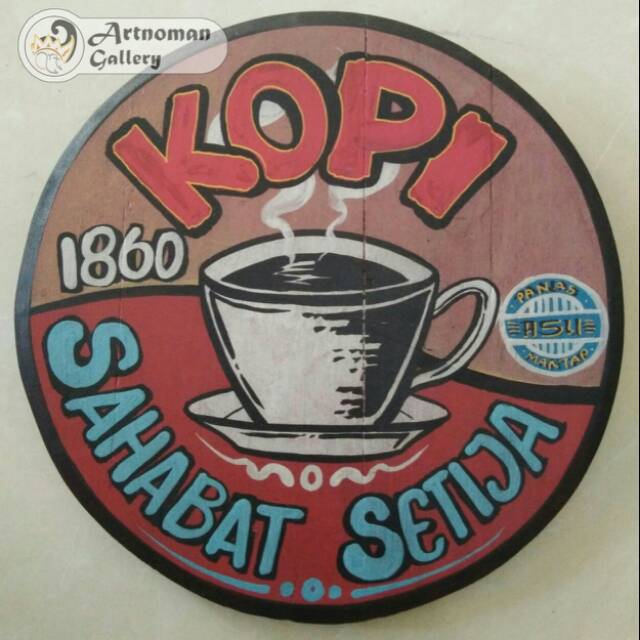 Artnoman
Gallery
KOPI
1860
PANAS
ASLI
MANTAP
SAHABAT SETIJA